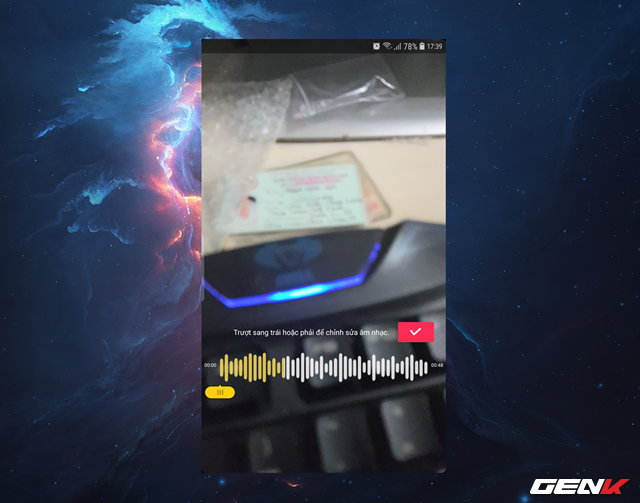 78% 17:39
Trượt sang trái hoặc phải để chỉnh sửa âm nhạc.
00:00
00:48
GENK